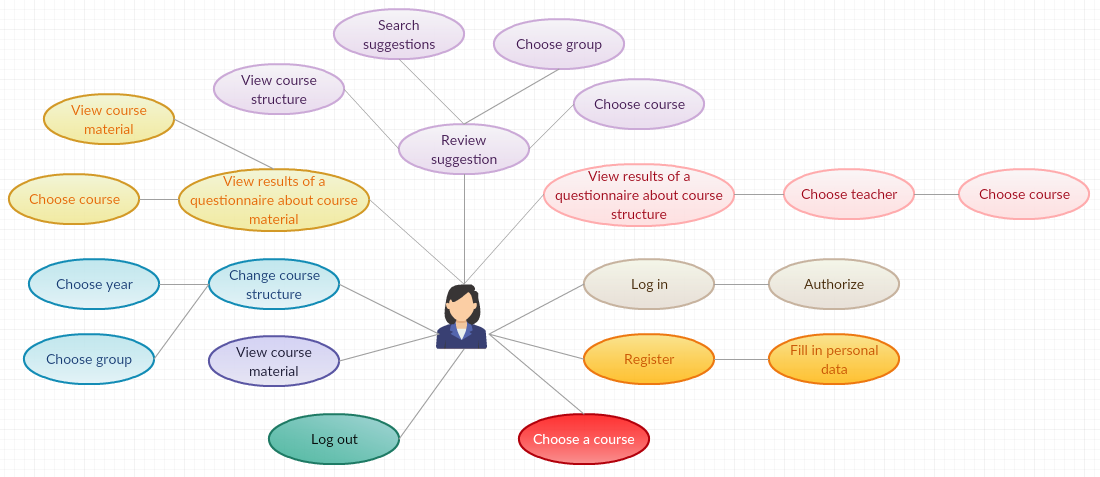 Search
suggestions
Choose group
View course
structure
Choose course
View course
material
Review
suggestion
View results of a
questionnaire about course
material
Choose course
View results of a
questionnaire about course
structure
Choose teacher
Choose course
Choose year
Change course
structure
Log in
Authorize
Choose group
View course
material
Register
Fill in personal
data
Log out
Choose a course